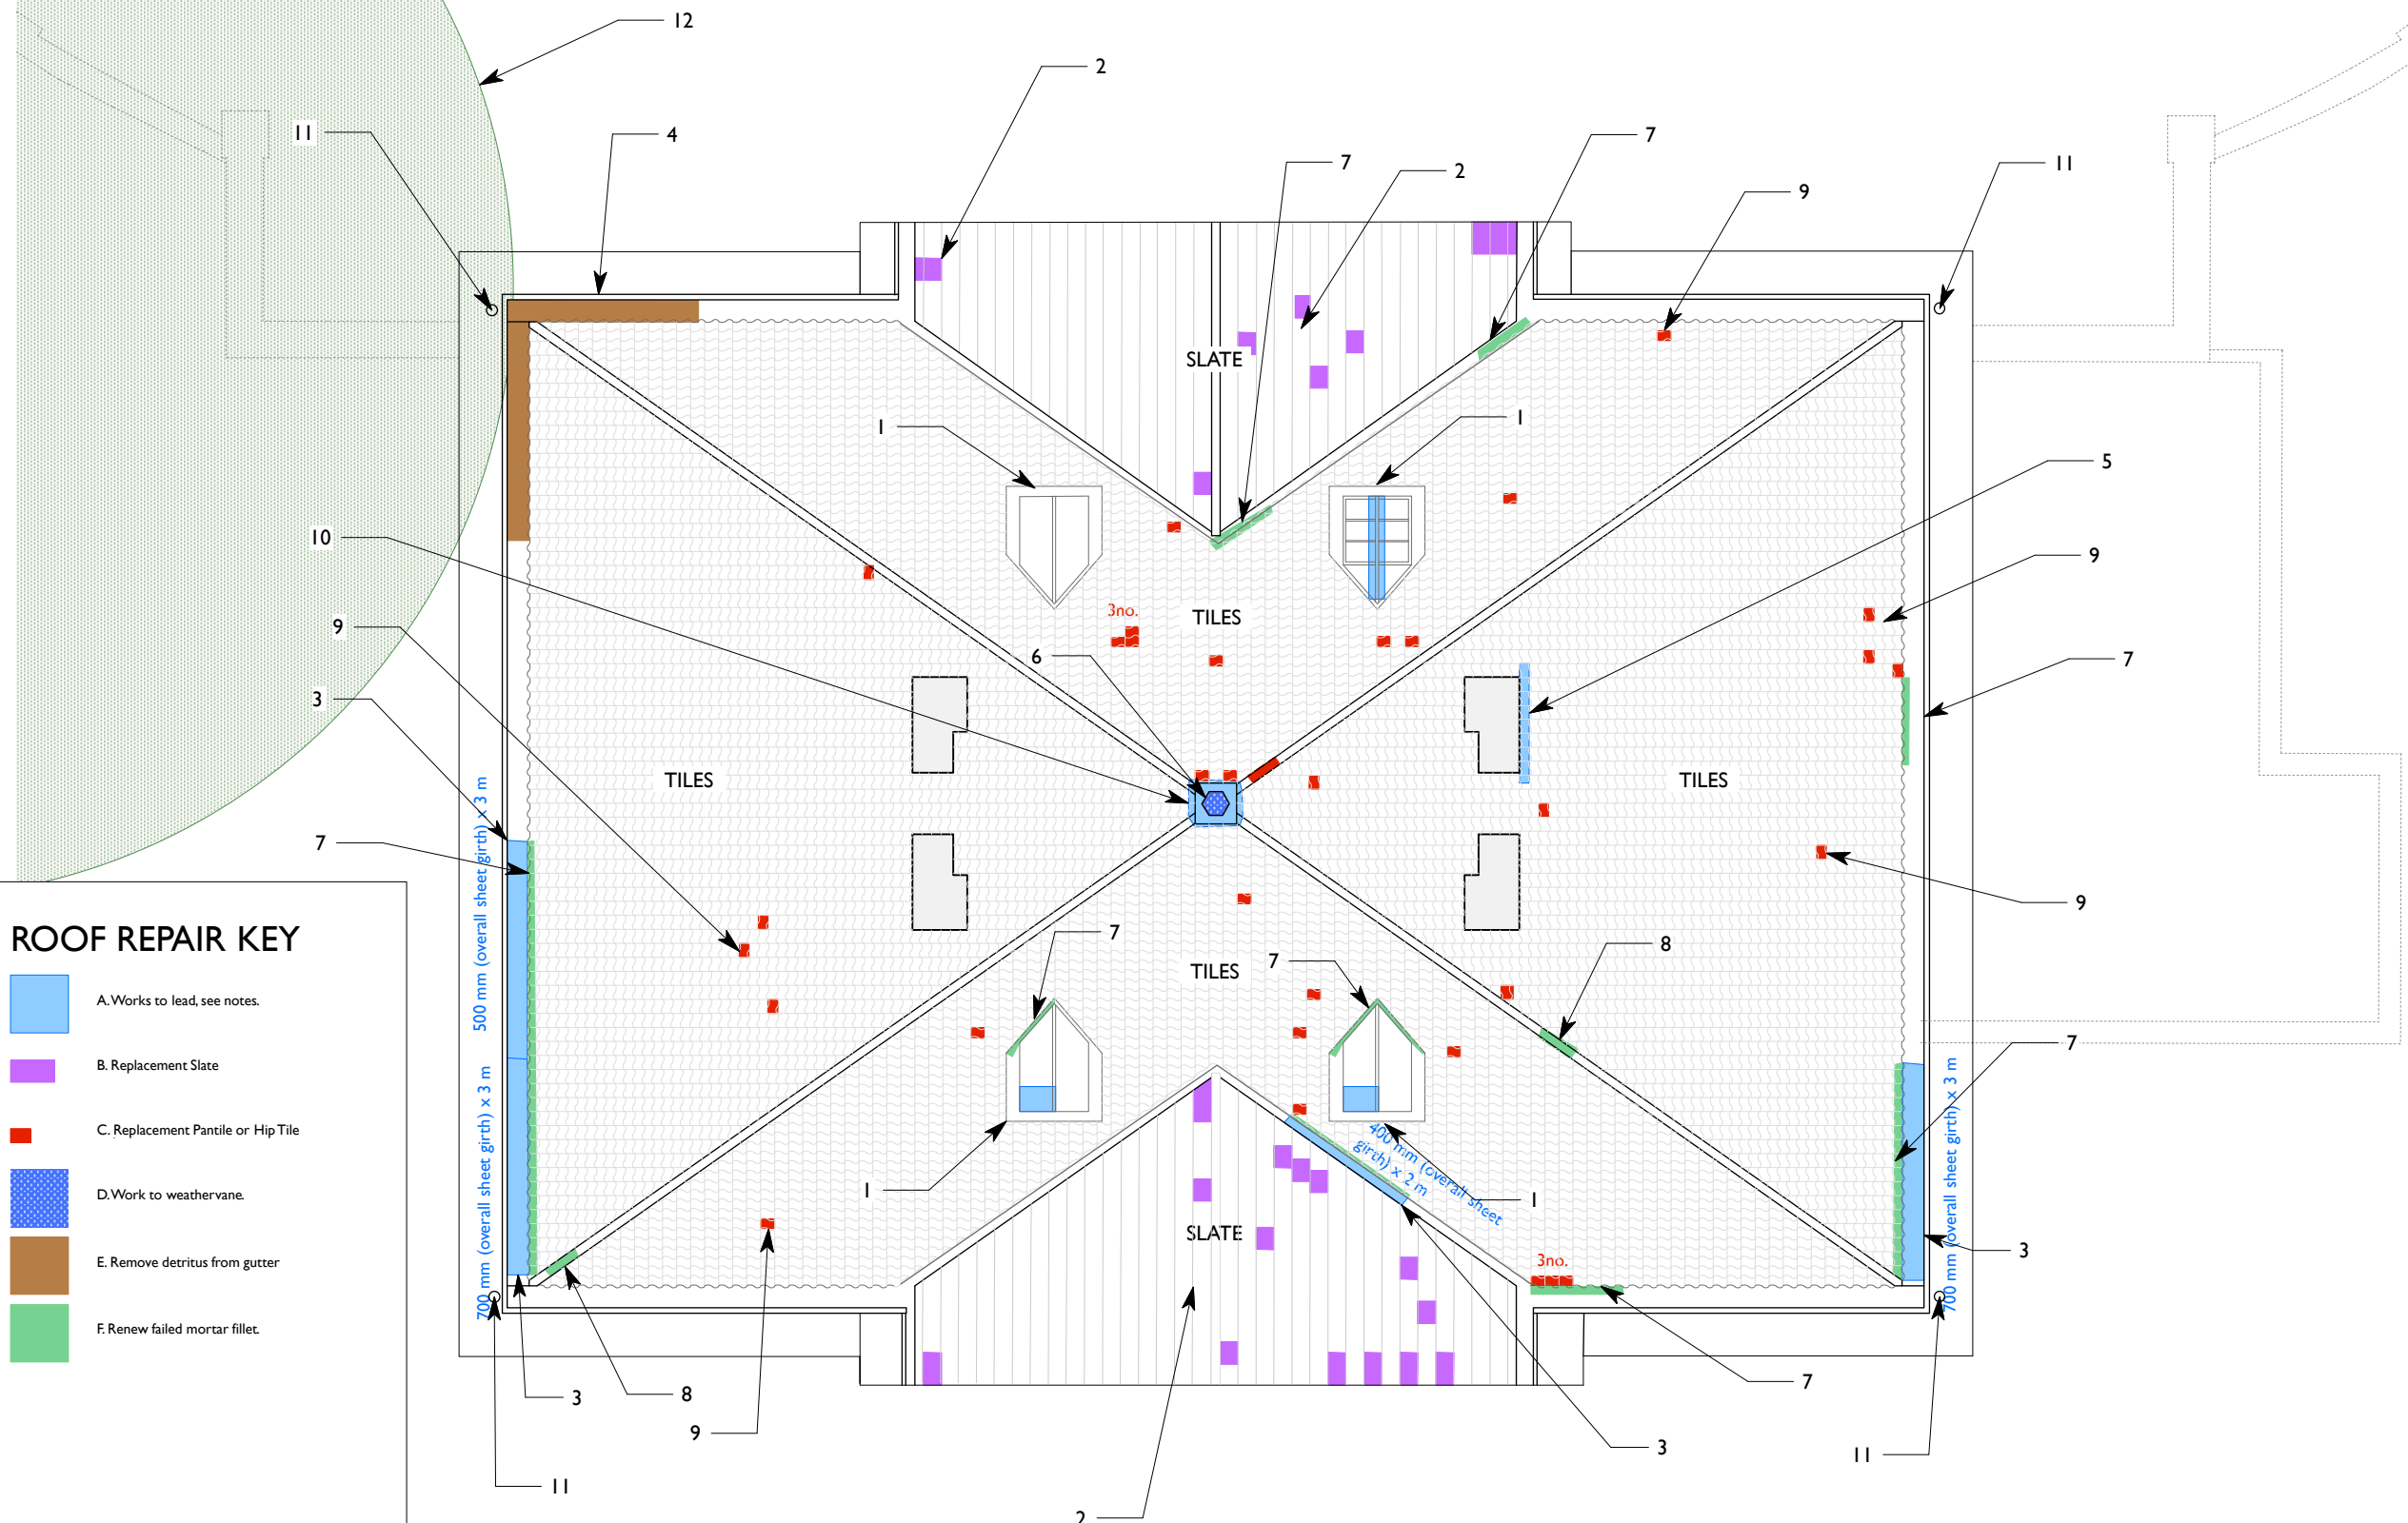 12
2
11
4
7
7
2
11
9
SLATE
1
1
5
10
9
3no.
TILES
9
6
7
3
TILES
TILES
500 mm (overall sheet girth) x 3 m
7
9
ROOF REPAIR KEY
A. Works to lead, see notes.
B. Replacement Slate
C. Replacement Pantile or Hip Tile
D. Work to weathervane.
E. Remove detritus from gutter
F. Renew failed mortar fillet.
7
TILES
7
8
7
700 mm (overall sheet girth) x 3 m
700 mm (overall sheet girth) x 3 m
400 mm (overall sheet
girth) x 2 m
1
1
SLATE
3no.
3
3
8
9
7
3
11
11
2